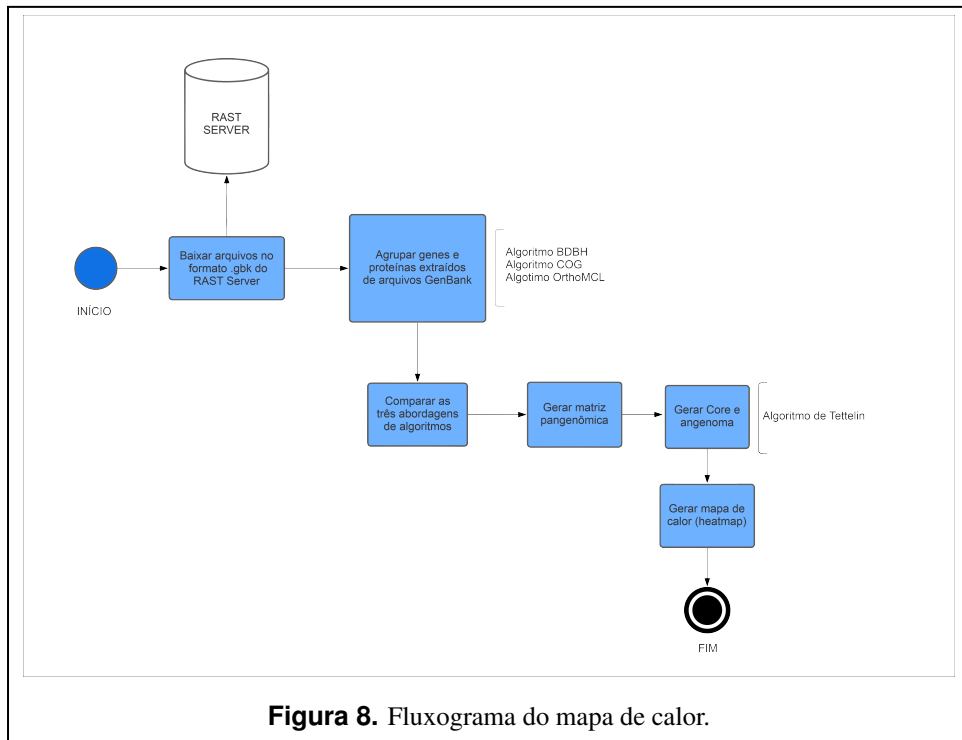 RAST
SERVER
Baixar arquivos no
formato .gbk do
RAST Server
INÍCIO
Agrupar genes e
proteínas extraídos
de arquivos GenBank
Algoritmo BDBH
Algoritmo COG
Algotimo OrthoMCL
Comparar as
três abordagens
de algoritmos
Gerar matriz
pangenômica
Gerar Core e
angenoma
Algoritmo de Tettelin
Gerar mapa de
calor (heatmap)
FIM
Figura 8. Fluxograma do mapa de calor.